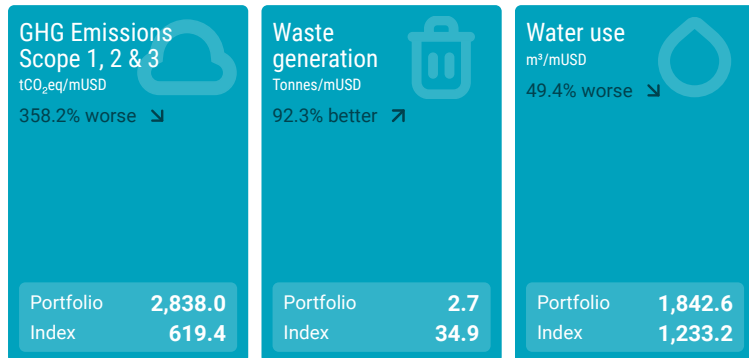 GHG Emissions
Scope 1, 2 & 3
tCO₂eq/mUSD
358.2% worse
Portfolio 2,838.0
Index 619.4
Waste
generation
Tonnes/mUSD
92.3% better
Portfolio 2.7
Index 34.9
Water use
m³/mUSD
49.4% worse
Portfolio 1,842.6
Index 1,233.2